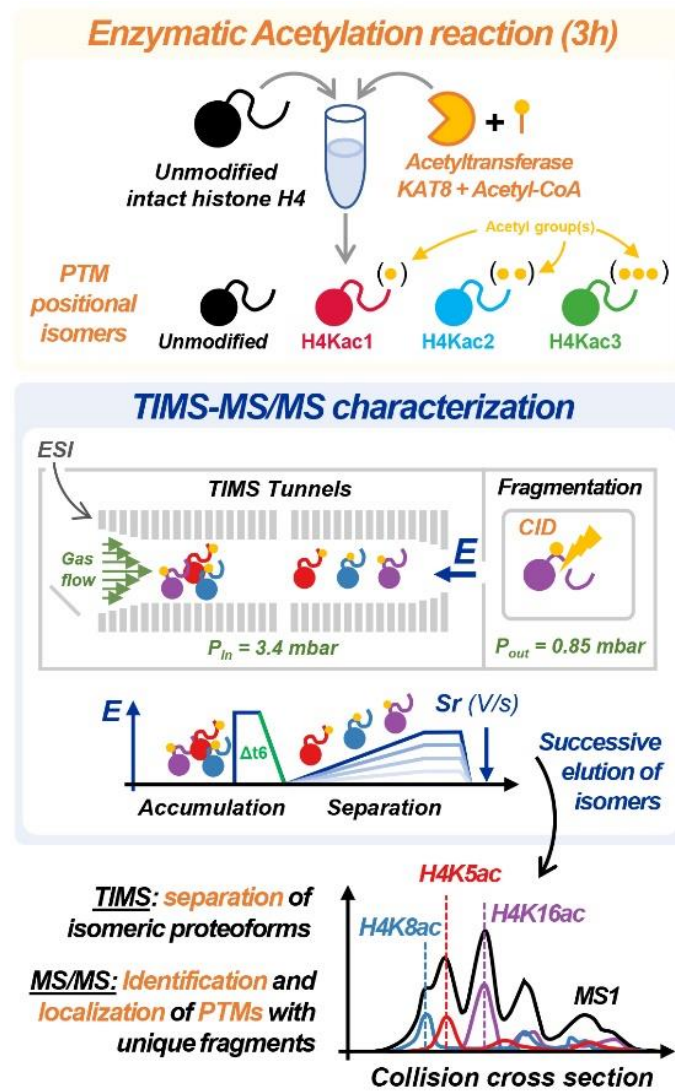 Enzymatic Acetylation reaction (3h)
Unmodified
intact histone H4
+
Acetyltransferase
KAT8 + Acetyl-CoA
Acetyl group(s)
PTM
positional
isomers
Unmodified
H4Kac1
H4Kac2
H4Kac3
TIMS-MS/MS characterization
ESI
TIMS Tunnels
Fragmentation
Gas
flow
E
CID
P_In = 3.4 mbar
P_out = 0.85 mbar
E
Δt6
Sr (V/s)
Accumulation
Separation
Successive
elution of
isomers
TIMS: separation of
isomeric proteoforms
MS/MS: Identification and
localization of PTMs with
unique fragments
H4K5ac
H4K8ac
H4K16ac
MS1
Collision cross section